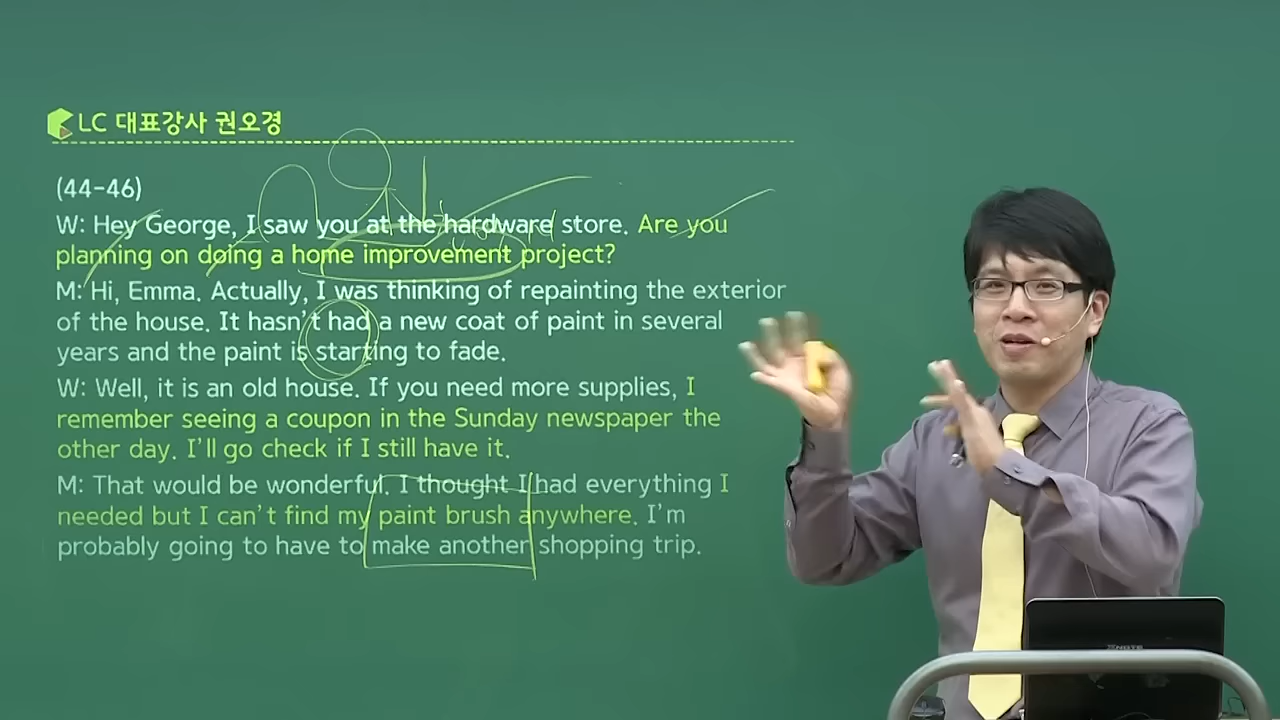 LC 대표강사 권오경
(44-46)
W: Hey George, I saw you at the hardware store. Are you
planning on doing a home improvement project?
M: Hi, Emma. Actually, I was thinking of repainting the exterior
of the house. It hasn't had a new coat of paint in several
years and the paint is starting to fade.
W: Well, it is an old house. If you need more supplies, I
remember seeing a coupon in the Sunday newspaper the
other day. I'll go check if I still have it.
M: That would be wonderful. I thought I had everything I
needed but I can't find my paint brush anywhere. I'm
probably going to have to make another shopping trip.